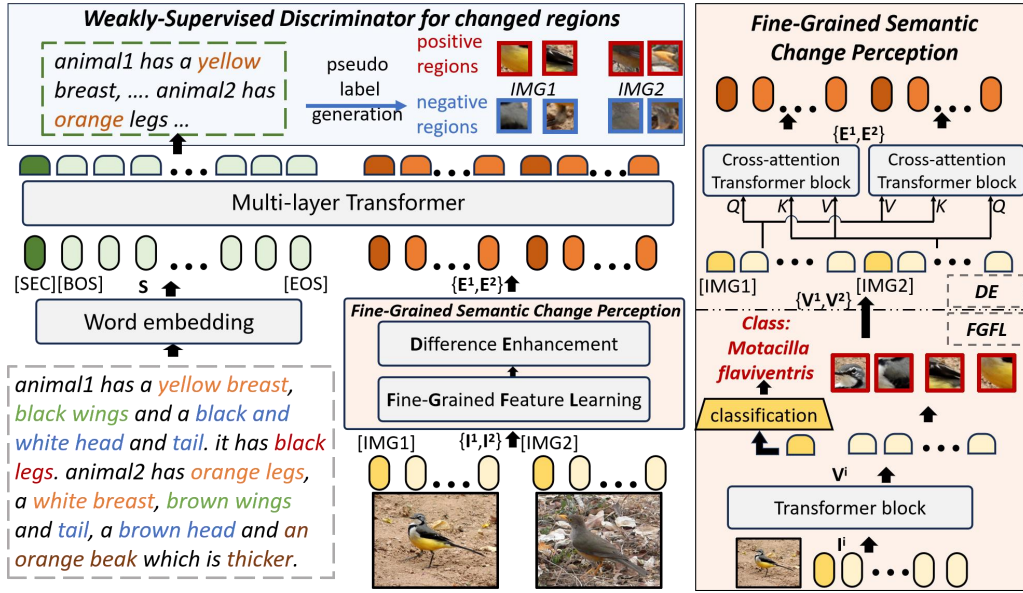 Weakly-Supervised Discriminator for changed regions
animal1 has a yellow
breast, .... animal2 has
orange legs ...
pseudo
label
generation
positive
regions
IMG1
IMG2
negative
regions
Multi-layer Transformer
[SEC][BOS]
S
[EOS]
{E¹,E²}
Word embedding
Fine-Grained Semantic Change Perception
Difference Enhancement
Fine-Grained Feature Learning
[IMG1]
{I¹,I²}
[IMG2]
animal1 has a yellow breast,
black wings and a black and
white head and tail. it has black
legs. animal2 has orange legs,
a white breast, brown wings
and tail, a brown head and an
orange beak which is thicker.
Fine-Grained Semantic
Change Perception
{E¹,E²}
Cross-attention
Transformer block
Cross-attention
Transformer block
Q K V V K Q
[IMG1]
{V¹,V²}
[IMG2]
DE
FGFL
Class:
Motacilla
flaviventris
classification
Vⁱ
Transformer block
Iⁱ